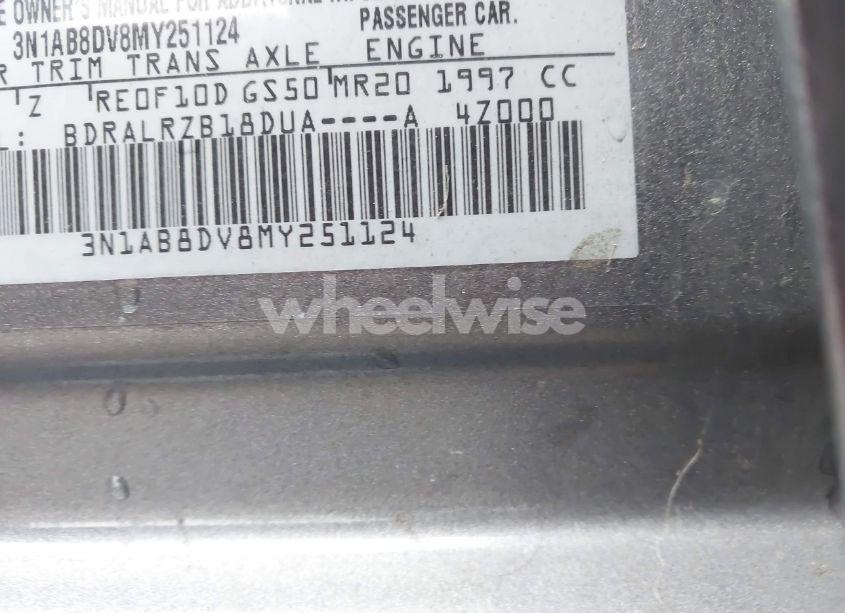 OWNER'S MANUAL FOR ADDITIONAL
3N1AB8DV8MY251124 PASSENGER CAR.
R TRIM TRANS AXLE ENGINE
Z RE0F10D GS50 MR20 1997 CC
L: BDRALRZB18DUA----A 4Z000
3N1AB8DV8MY251124
wheelwise